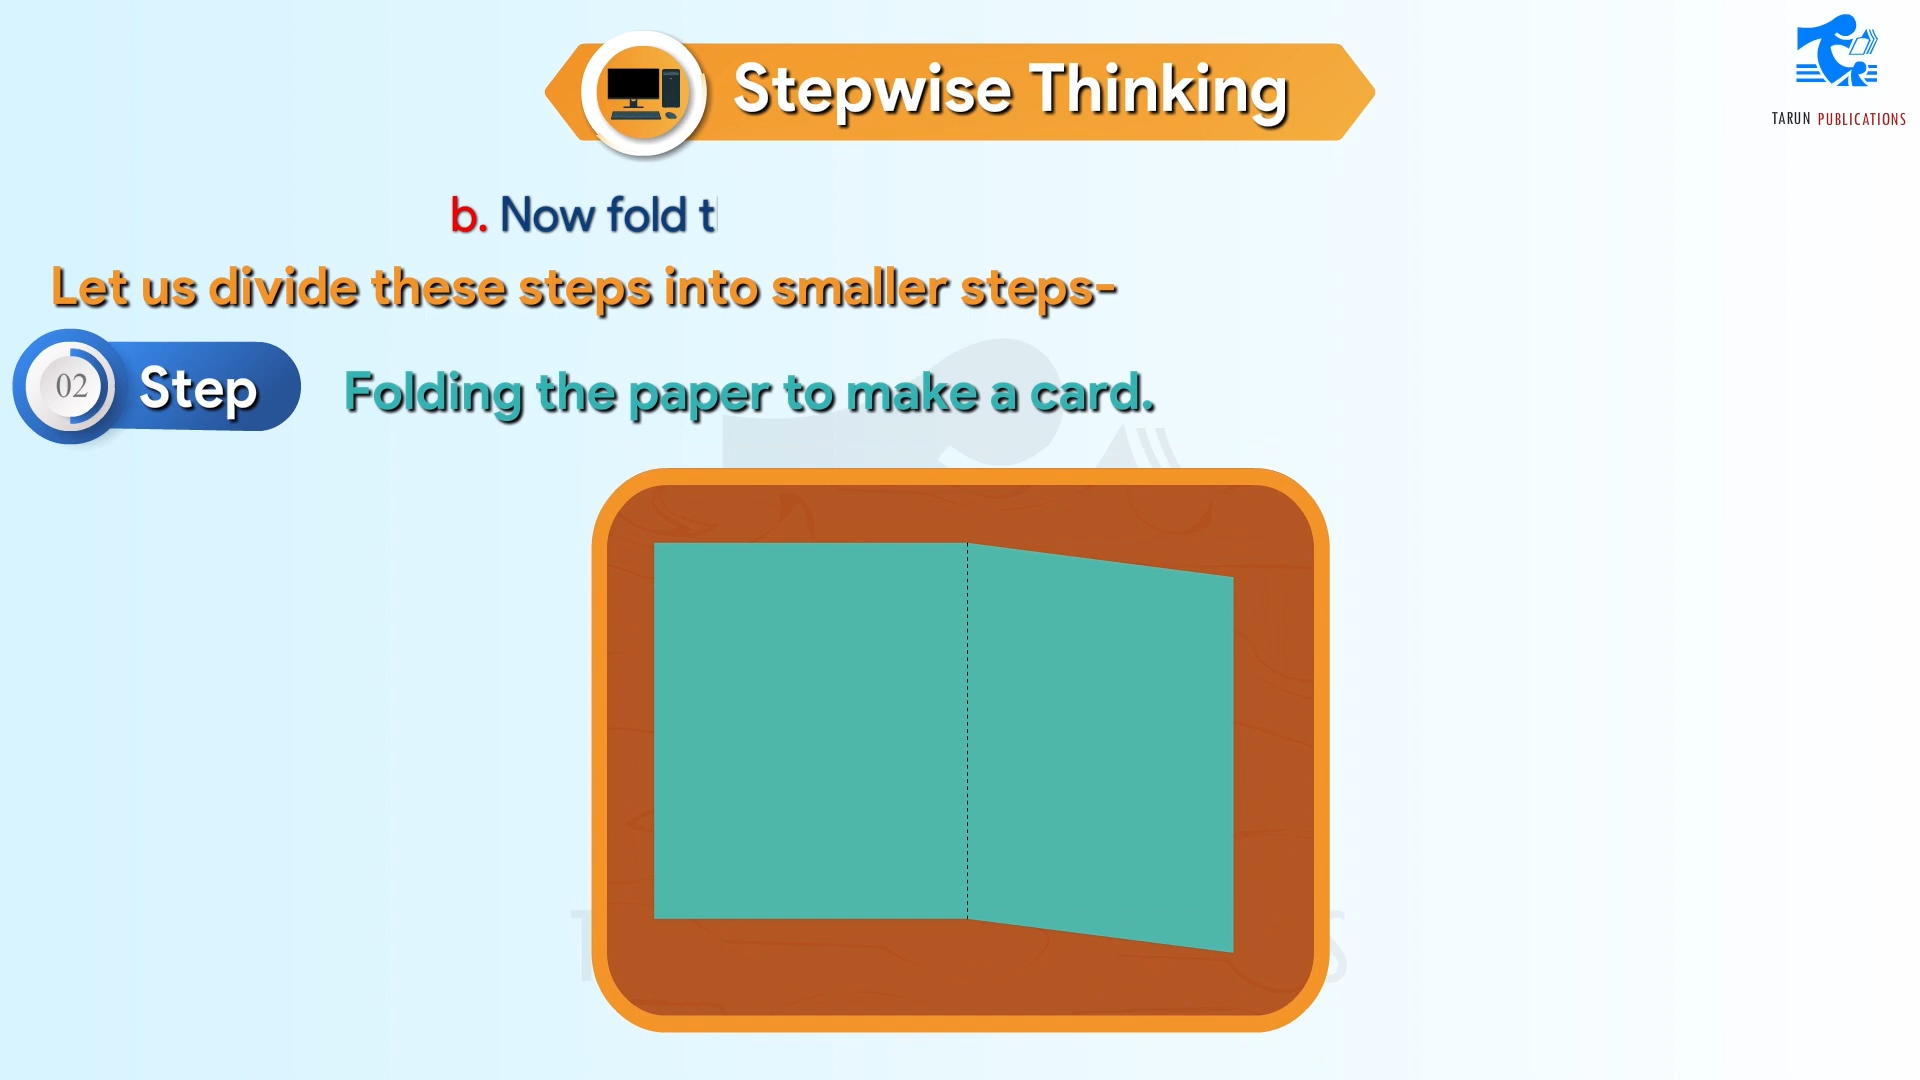 Stepwise Thinking
TARUN PUBLICATIONS
b. Now fold t
Let us divide these steps into smaller steps-
02 Step
Folding the paper to make a card.